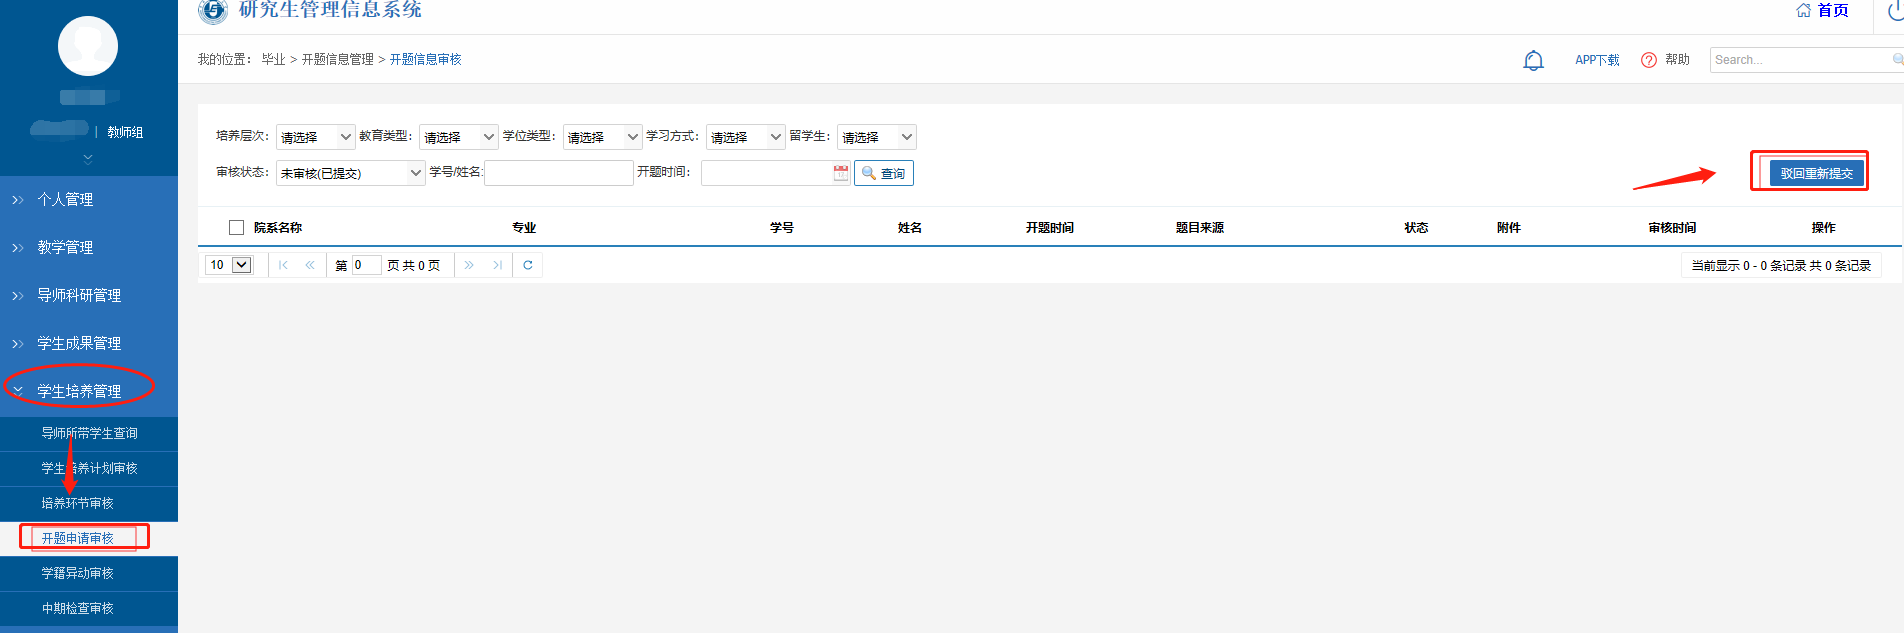 研究生管理信息系统
首页
我的位置： 毕业 > 开题信息管理 > 开题信息审核
APP下载
帮助
Search...
| 教师组
个人管理
教学管理
导师科研管理
学生成果管理
学生培养管理
导师所带学生查询
学生培养计划审核
培养环节审核
开题申请审核
学籍异动审核
中期检查审核
培养层次： 请选择 教育类型： 请选择 学位类型： 请选择 学习方式： 请选择 留学生： 请选择
审核状态： 未审核(已提交) 学号/姓名: 开题时间： 查询
驳回重新提交
院系名称 专业 学号 姓名 开题时间 题目来源 状态 附件 审核时间 操作
10 第 0 页 共 0 页
当前显示 0 - 0 条记录 共 0 条记录